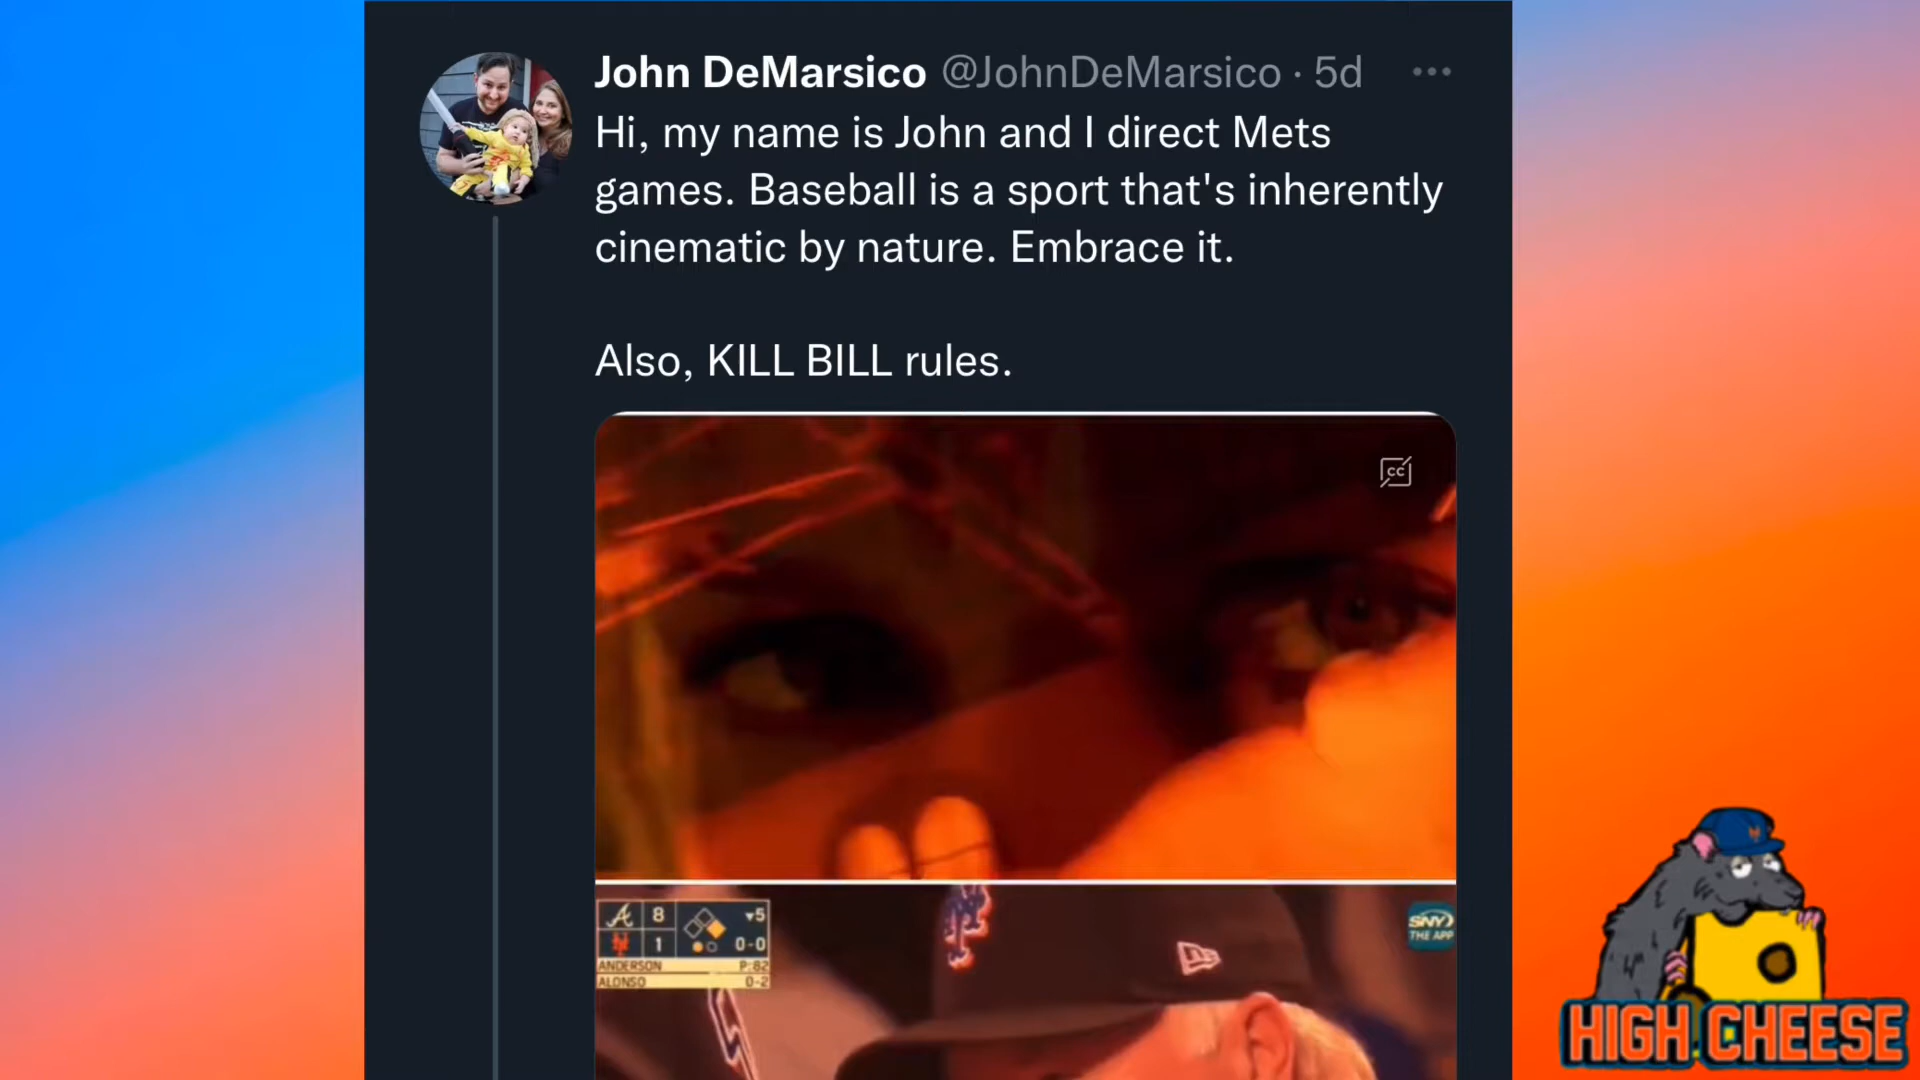 John DeMarsico @JohnDeMarsico · 5d
Hi, my name is John and I direct Mets
games. Baseball is a sport that's inherently
cinematic by nature. Embrace it.
Also, KILL BILL rules.
CC
A 8 ▾5
NY 1 0-0
ANDERSON P:82
ALONSO 0-2
SNY
THE APP
NY
HIGH CHEESE